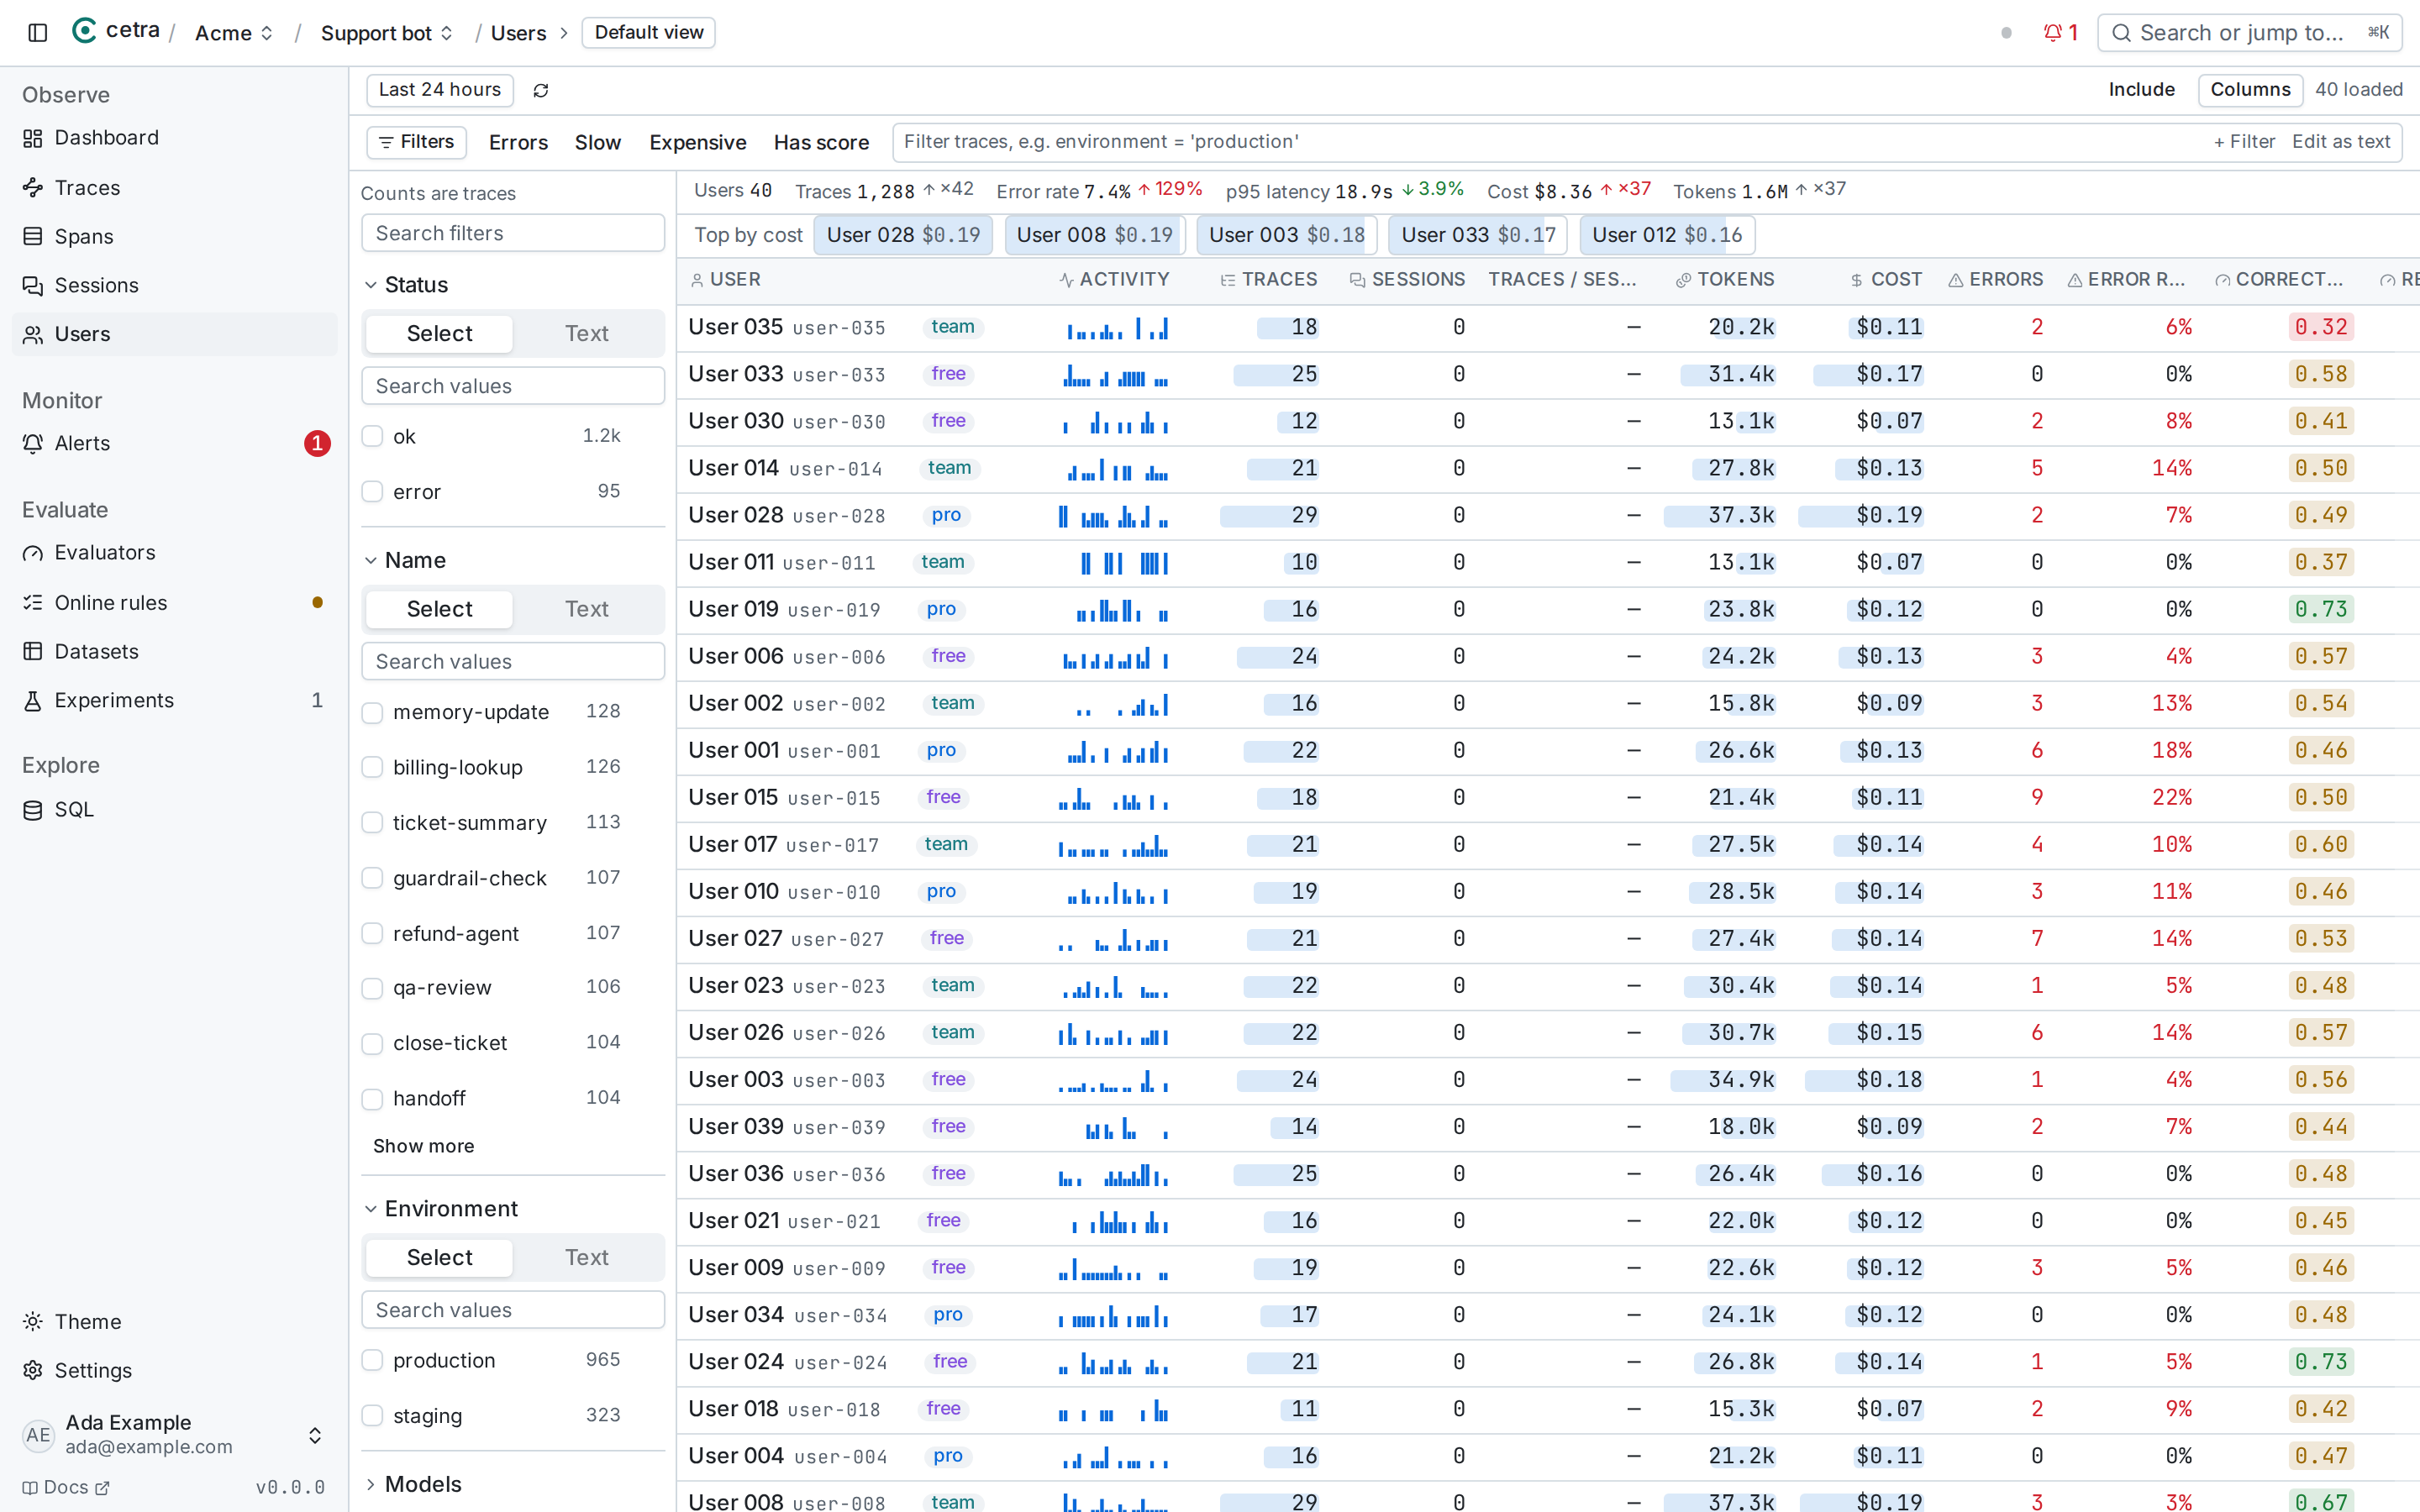 cetra / Acme / Support bot / Users > Default view
1 Search or jump to... ⌘K
Observe
Dashboard
Traces
Spans
Sessions
Users
Monitor
Alerts 1
Evaluate
Evaluators
Online rules
Datasets
Experiments 1
Explore
SQL
Theme
Settings
AE Ada Example
ada@example.com
Docs v0.0.0
Last 24 hours Include Columns 40 loaded
Filters Errors Slow Expensive Has score Filter traces, e.g. environment = 'production' + Filter Edit as text
Counts are traces
Search filters
Status
Select Text
Search values
ok 1.2k
error 95
Name
Select Text
Search values
memory-update 128
billing-lookup 126
ticket-summary 113
guardrail-check 107
refund-agent 107
qa-review 106
close-ticket 104
handoff 104
Show more
Environment
Select Text
Search values
production 965
staging 323
Models
Users 40 Traces 1,288 ↑ ×42 Error rate 7.4% ↑ 129% p95 latency 18.9s ↓ 3.9% Cost $8.36 ↑ ×37 Tokens 1.6M ↑ ×37
Top by cost User 028 $0.19 User 008 $0.19 User 003 $0.18 User 033 $0.17 User 012 $0.16
USER ACTIVITY TRACES SESSIONS TRACES / SES... TOKENS COST ERRORS ERROR R... CORRECT... RE
User 035 user-035 team 18 0 — 20.2k $0.11 2 6% 0.32
User 033 user-033 free 25 0 — 31.4k $0.17 0 0% 0.58
User 030 user-030 free 12 0 — 13.1k $0.07 2 8% 0.41
User 014 user-014 team 21 0 — 27.8k $0.13 5 14% 0.50
User 028 user-028 pro 29 0 — 37.3k $0.19 2 7% 0.49
User 011 user-011 team 10 0 — 13.1k $0.07 0 0% 0.37
User 019 user-019 pro 16 0 — 23.8k $0.12 0 0% 0.73
User 006 user-006 free 24 0 — 24.2k $0.13 3 4% 0.57
User 002 user-002 team 16 0 — 15.8k $0.09 3 13% 0.54
User 001 user-001 pro 22 0 — 26.6k $0.13 6 18% 0.46
User 015 user-015 free 18 0 — 21.4k $0.11 9 22% 0.50
User 017 user-017 team 21 0 — 27.5k $0.14 4 10% 0.60
User 010 user-010 pro 19 0 — 28.5k $0.14 3 11% 0.46
User 027 user-027 free 21 0 — 27.4k $0.14 7 14% 0.53
User 023 user-023 team 22 0 — 30.4k $0.14 1 5% 0.48
User 026 user-026 team 22 0 — 30.7k $0.15 6 14% 0.57
User 003 user-003 free 24 0 — 34.9k $0.18 1 4% 0.56
User 039 user-039 free 14 0 — 18.0k $0.09 2 7% 0.44
User 036 user-036 free 25 0 — 26.4k $0.16 0 0% 0.48
User 021 user-021 free 16 0 — 22.0k $0.12 0 0% 0.45
User 009 user-009 free 19 0 — 22.6k $0.12 3 5% 0.46
User 034 user-034 pro 17 0 — 24.1k $0.12 0 0% 0.48
User 024 user-024 free 21 0 — 26.8k $0.14 1 5% 0.73
User 018 user-018 free 11 0 — 15.3k $0.07 2 9% 0.42
User 004 user-004 pro 16 0 — 21.2k $0.11 0 0% 0.47
User 008 user-008 team 29 0 — 37.3k $0.19 3 3% 0.67